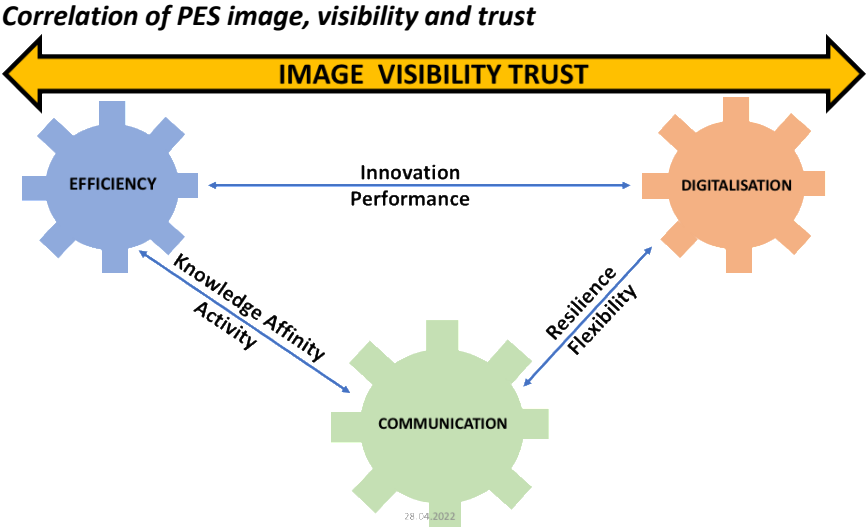 Correlation of PES image, visibility and trust
IMAGE VISIBILITY TRUST
EFFICIENCY
Innovation
Performance
DIGITALISATION
Knowledge Affinity
Activity
Resilience
Flexibility
COMMUNICATION
28.04.2022